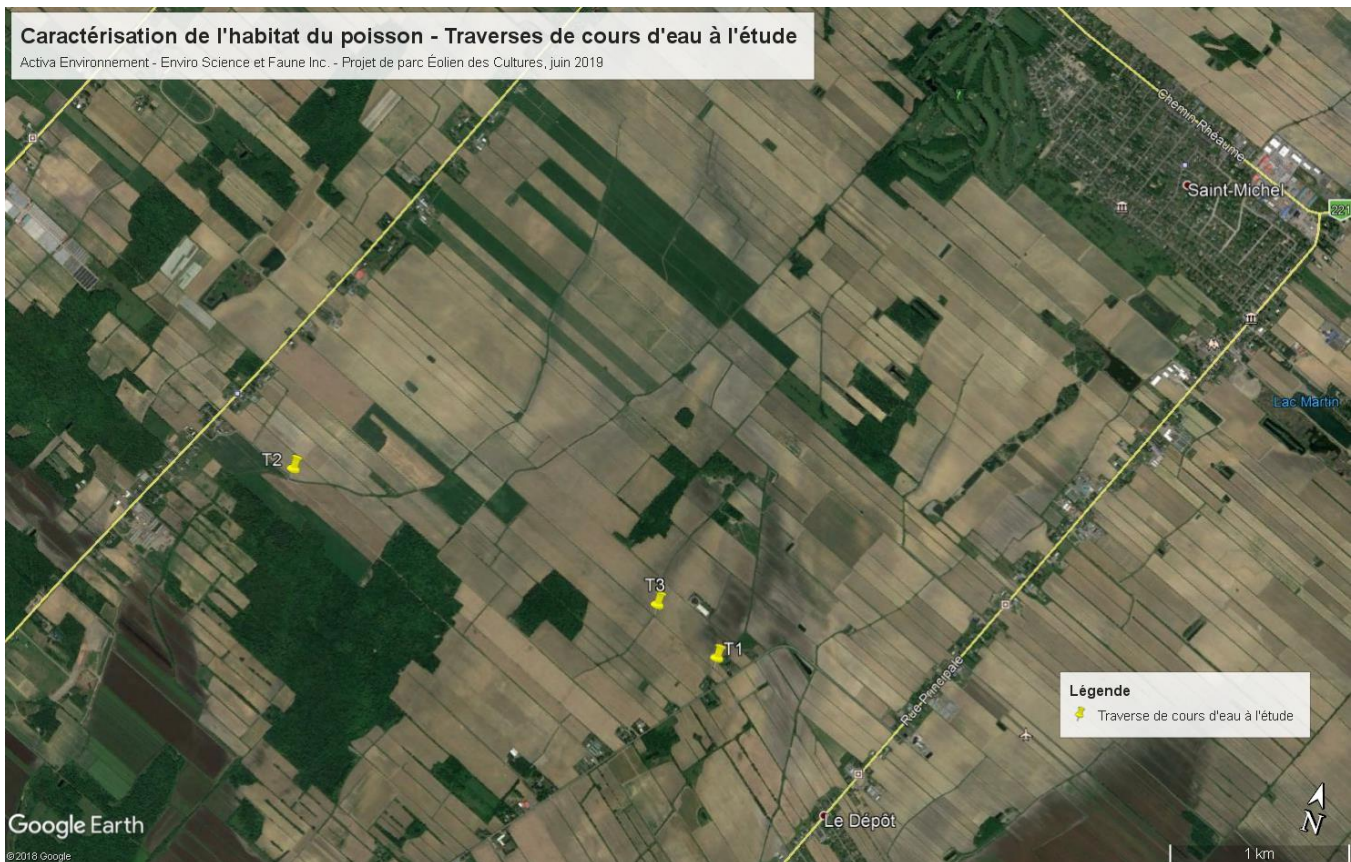 Caractérisation de l'habitat du poisson - Traverses de cours d'eau à l'étude
Activa Environnement - Enviro Science et Faune Inc. - Projet de parc Éolien des Cultures, juin 2019
Chemin Rhéaume
Saint-Michel
221
Lac Martin
T2
T3
T1
Rue Principale
Légende
Traverse de cours d'eau à l'étude
Le Dépôt
N
Google Earth
©2018 Google
1 km